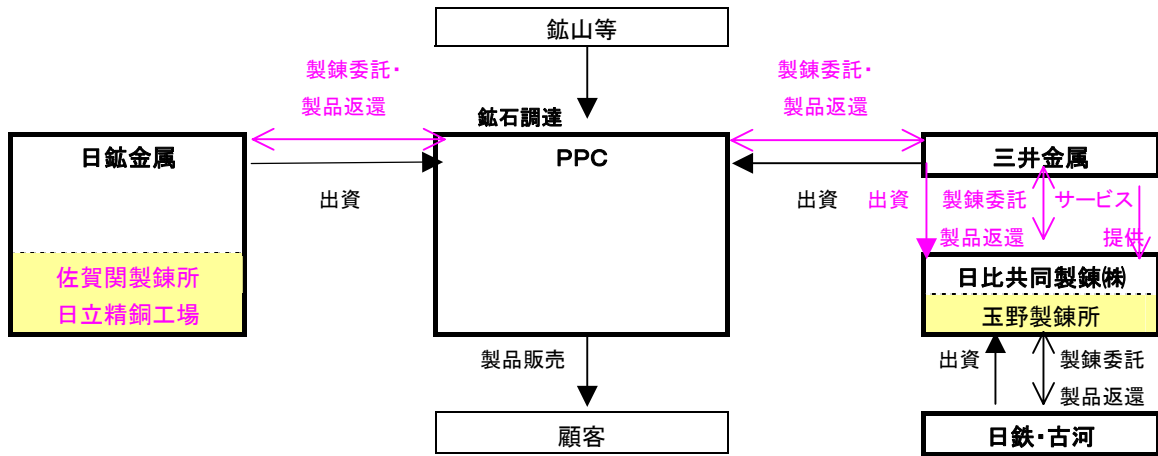 鉱山等
製錬委託・
製品返還
製錬委託・
製品返還
鉱石調達
日鉱金属
PPC
三井金属
出資
出資
出資
製錬委託
サービス
製品返還
提供
佐賀関製錬所
日立精銅工場
日比共同製錬㈱
玉野製錬所
製品販売
出資
製錬委託
製品返還
顧客
日鉄・古河